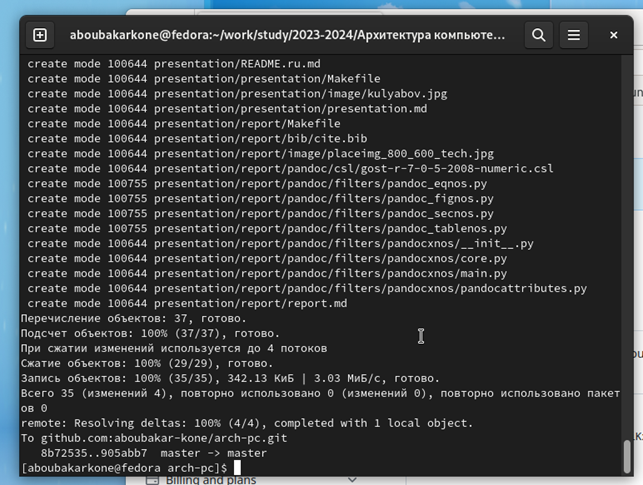 aboubakarkone@fedora:~/work/study/2023-2024/Архитектура компьюте...
create mode 100644 presentation/README.ru.md
create mode 100644 presentation/presentation/Makefile
create mode 100644 presentation/presentation/image/kulyabov.jpg
create mode 100644 presentation/presentation/presentation.md
create mode 100644 presentation/report/Makefile
create mode 100644 presentation/report/bib/cite.bib
create mode 100644 presentation/report/image/placeimg_800_600_tech.jpg
create mode 100644 presentation/report/pandoc/csl/gost-r-7-0-5-2008-numeric.csl
create mode 100755 presentation/report/pandoc/filters/pandoc_eqnos.py
create mode 100755 presentation/report/pandoc/filters/pandoc_fignos.py
create mode 100755 presentation/report/pandoc/filters/pandoc_secnos.py
create mode 100755 presentation/report/pandoc/filters/pandoc_tablenos.py
create mode 100644 presentation/report/pandoc/filters/pandocxnos/__init__.py
create mode 100644 presentation/report/pandoc/filters/pandocxnos/core.py
create mode 100644 presentation/report/pandoc/filters/pandocxnos/main.py
create mode 100644 presentation/report/pandoc/filters/pandocxnos/pandocattributes.py
create mode 100644 presentation/report/report.md
Перечисление объектов: 37, готово.
Подсчет объектов: 100% (37/37), готово.
При сжатии изменений используется до 4 потоков
Сжатие объектов: 100% (29/29), готово.
Запись объектов: 100% (35/35), 342.13 КиБ | 3.03 МиБ/с, готово.
Всего 35 (изменений 4), повторно использовано 0 (изменений 0), повторно использовано пакет
ов 0
remote: Resolving deltas: 100% (4/4), completed with 1 local object.
To github.com:aboubakar-kone/arch-pc.git
8b72535..905abb7  master -> master
[aboubakarkone@fedora arch-pc]$
Billing and plans